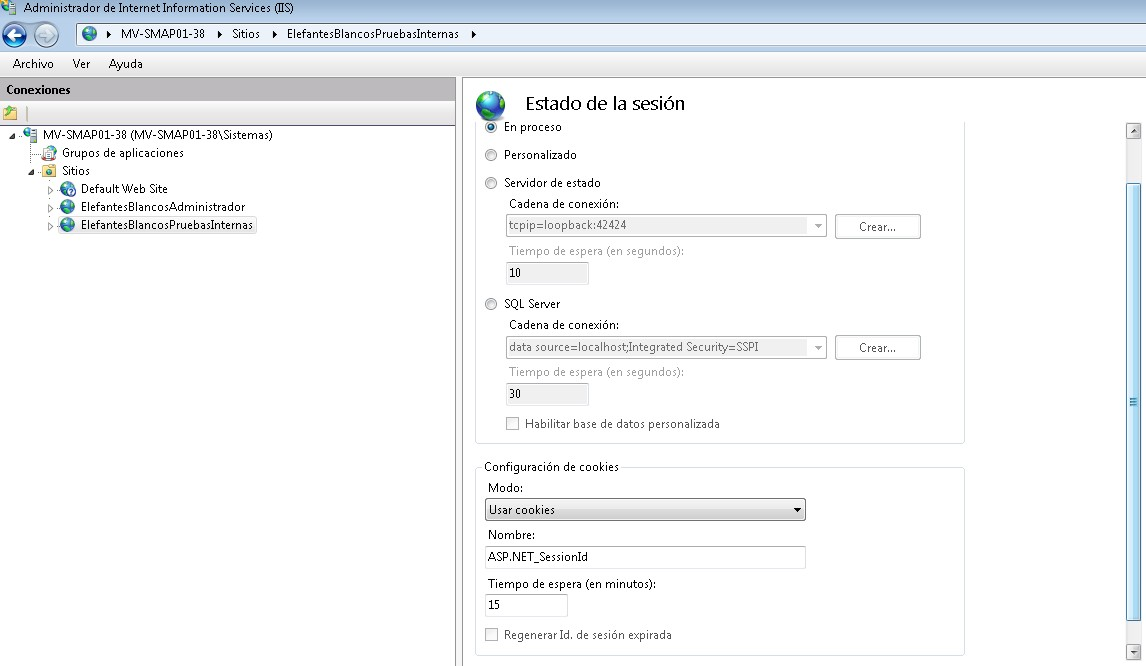 Administrador de Internet Information Services (IIS)
MV-SMAP01-38 Sitios ElefantesBlancosPruebasInternas
Archivo Ver Ayuda
Conexiones
MV-SMAP01-38 (MV-SMAP01-38\Sistemas)
Grupos de aplicaciones
Sitios
Default Web Site
ElefantesBlancosAdministrador
ElefantesBlancosPruebasInternas
Estado de la sesión
En proceso
Personalizado
Servidor de estado
Cadena de conexión:
tcpip=loopback:42424
Crear...
Tiempo de espera (en segundos):
10
SQL Server
Cadena de conexión:
data source=localhost;Integrated Security=SSPI
Crear...
Tiempo de espera (en segundos):
30
Habilitar base de datos personalizada
Configuración de cookies
Modo:
Usar cookies
Nombre:
ASP.NET_SessionId
Tiempo de espera (en minutos):
15
Regenerar Id. de sesión expirada